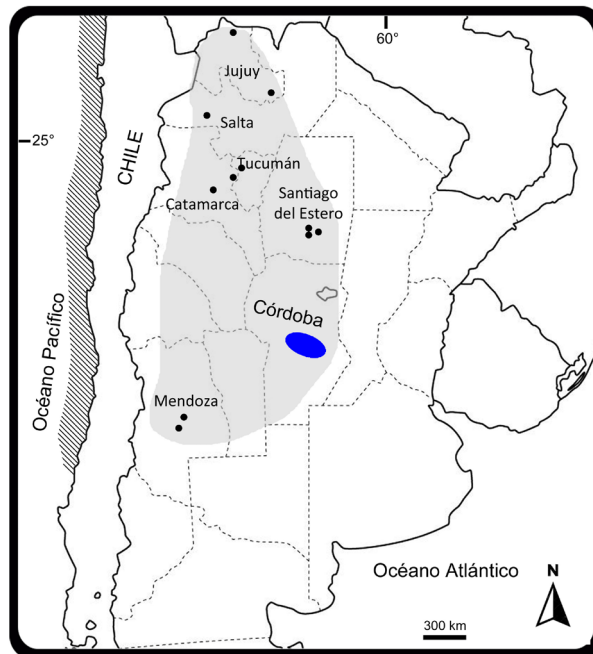 60°
Jujuy
Salta
-25°
CHILE
Tucumán
Catamarca
Santiago
del Estero
Córdoba
Océano Pacífico
Mendoza
Océano Atlántico
N
300 km